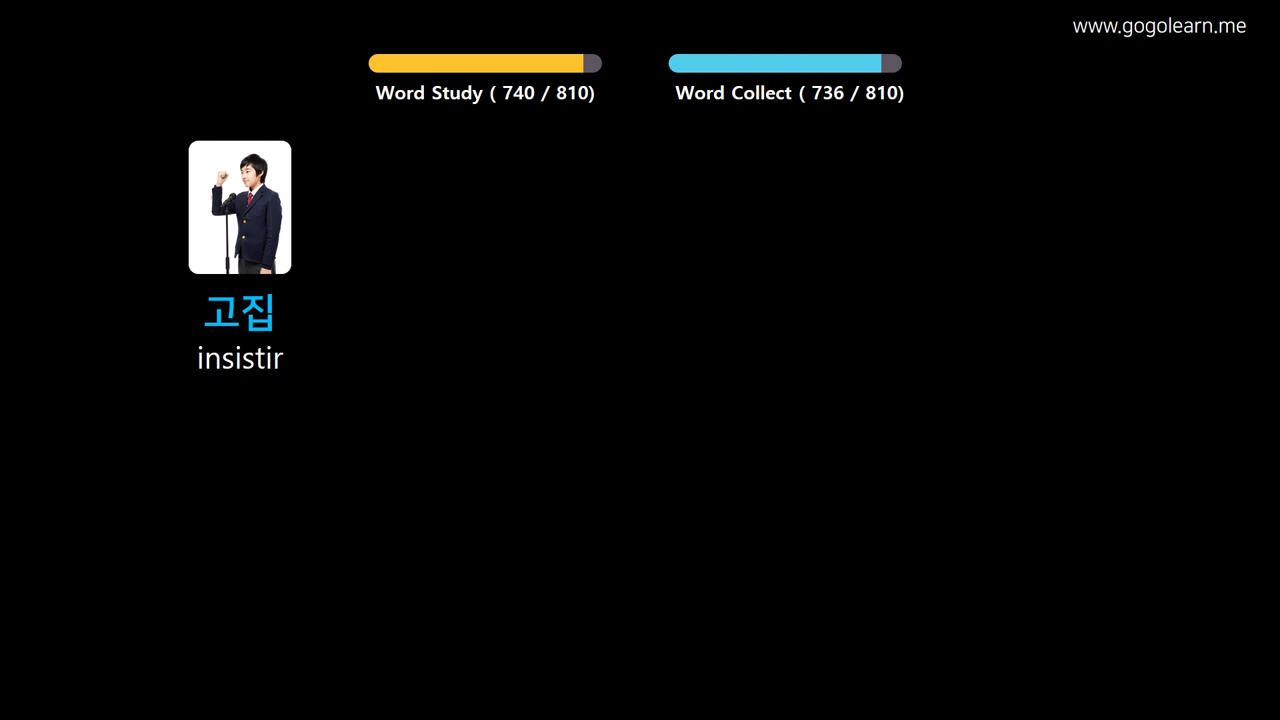 www.gogolearn.me
Word Study ( 740 / 810)
Word Collect ( 736 / 810)
고집
insistir